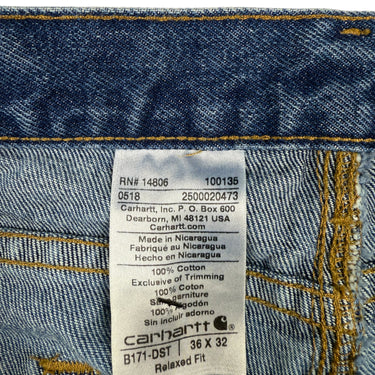 RN# 14806 100135
0518 2500020473
Carhartt, Inc. P. O. Box 600
Dearborn, MI 48121 USA
Carhartt.com
Made in Nicaragua
Fabriqué au Nicaragua
Hecho en Nicaragua
100% Cotton
Exclusive of Trimming
100% Coton
Sans garniture
100% Algodón
Sin incluir adorno
carhartt
B171-DST 36 X 32
Relaxed Fit